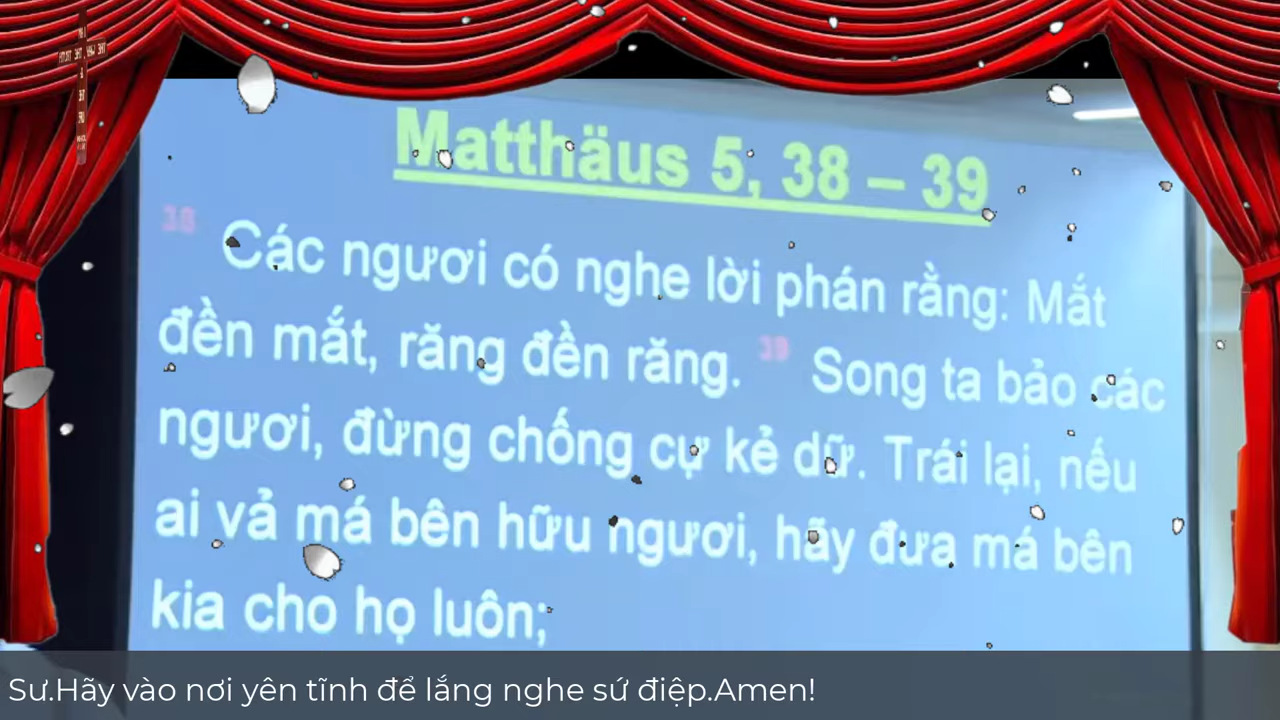 Matthäus 5, 38 – 39
38 Các ngươi có nghe lời phán rằng: Mắt
đền mắt, răng đền răng. 39 Song ta bảo các
ngươi, đừng chống cự kẻ dữ. Trái lại, nếu
ai vả má bên hữu ngươi, hãy đưa má bên
kia cho họ luôn;
Sư.Hãy vào nơi yên tĩnh để lắng nghe sứ điệp.Amen!